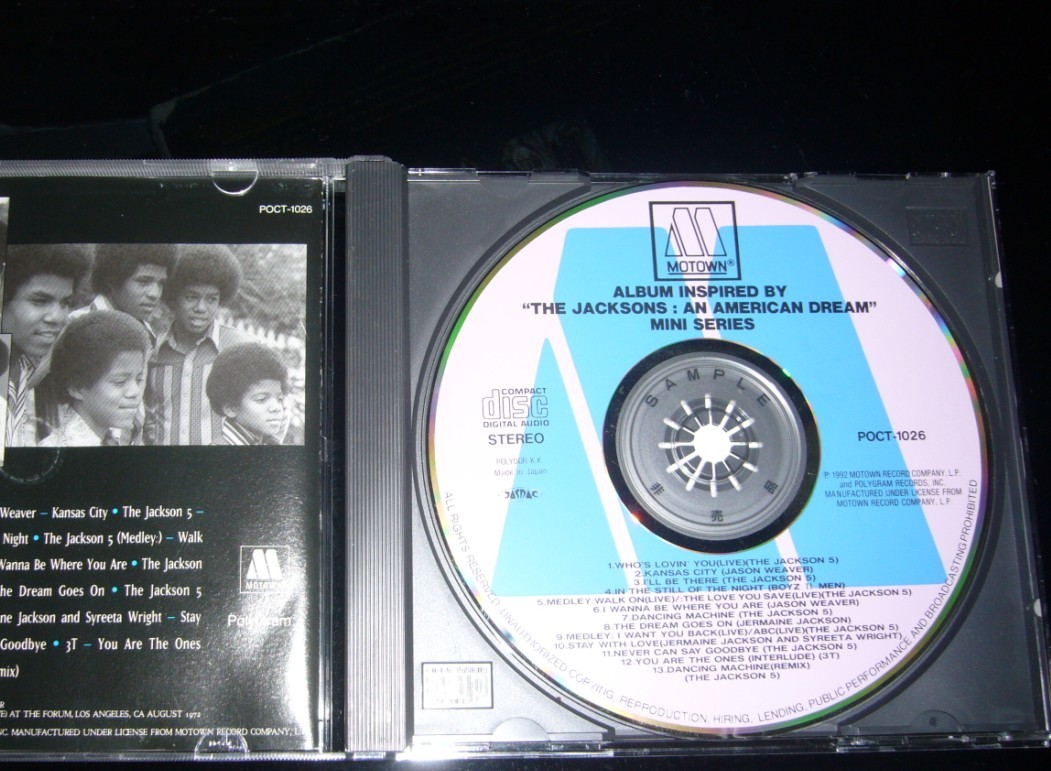 POCT-1026
Weaver – Kansas City • The Jackson 5 –
Night • The Jackson 5 (Medley:) – Walk
Wanna Be Where You Are • The Jackson
he Dream Goes On • The Jackson 5
ne Jackson and Syreeta Wright – Stay
Goodbye • 3T – You Are The Ones
mix)
MOTOWN
PolyGram
AT THE FORUM, LOS ANGELES, CA AUGUST 1972
MANUFACTURED UNDER LICENSE FROM MOTOWN RECORD COMPANY,
MOTOWN®
ALBUM INSPIRED BY
“THE JACKSONS : AN AMERICAN DREAM”
MINI SERIES
SAMPLE
COMPACT
disc
DIGITAL AUDIO
STEREO
POLYDOR K.K.
Made in Japan
JASRAC
POCT-1026
℗ 1992 MOTOWN RECORD COMPANY, L.P.
and POLYGRAM RECORDS, INC.
MANUFACTURED UNDER LICENSE FROM
MOTOWN RECORD COMPANY, L.P.
非 売 品
1.WHO'S LOVIN' YOU(LIVE)(THE JACKSON 5)
2.KANSAS CITY (JASON WEAVER)
3.I'LL BE THERE (THE JACKSON 5)
4.IN THE STILL OF THE NIGHT (BOYZ II MEN)
5.MEDLEY:WALK ON(LIVE)/:THE LOVE YOU SAVE(LIVE)(THE JACKSON 5)
6.I WANNA BE WHERE YOU ARE (JASON WEAVER)
7.DANCING MACHINE (THE JACKSON 5)
8.THE DREAM GOES ON (JERMAINE JACKSON)
9.MEDLEY: I WANT YOU BACK(LIVE)/ABC(LIVE)(THE JACKSON 5)
10.STAY WITH LOVE(JERMAINE JACKSON AND SYREETA WRIGHT)
11.NEVER CAN SAY GOODBYE (THE JACKSON 5)
12.YOU ARE THE ONES (INTERLUDE) (3T)
13.DANCING MACHINE(REMIX)
(THE JACKSON 5)
ALL RIGHTS RESERVED. UNAUTHORIZED COPYING, REPRODUCTION, HIRING, LENDING, PUBLIC PERFORMANCE AND BROADCASTING PROHIBITED